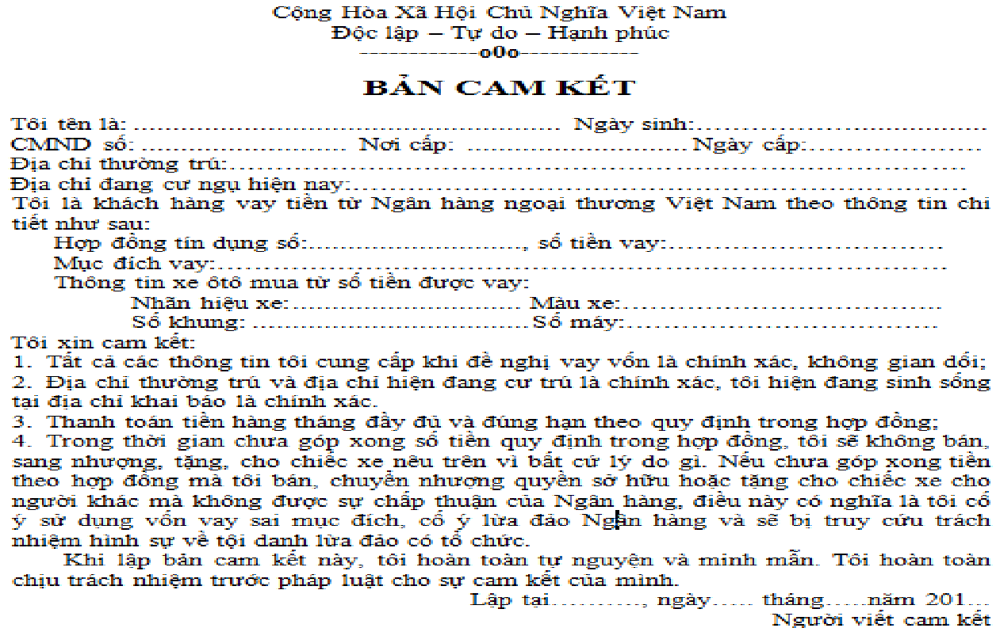 Cộng Hòa Xã Hội Chủ Nghĩa Việt Nam
Độc lập – Tự do – Hạnh phúc
------------o0o------------
BẢN CAM KẾT
Tôi tên là: ...................................................... Ngày sinh:.....................................
CMND số: .......................... Nơi cấp: ............................ Ngày cấp:......................
Địa chỉ thường trú:..............................................................................................
Địa chỉ đang cư ngụ hiện nay:...............................................................................
Tôi là khách hàng vay tiền từ Ngân hàng ngoại thương Việt Nam theo thông tin chi
tiết như sau:
Hợp đồng tín dụng số:..........................., số tiền vay:...................................
Mục đích vay:.............................................................................................
Thông tin xe ôtô mua từ số tiền được vay:
Nhãn hiệu xe:............................. Màu xe:.........................................
Số khung: ...................................Số máy:........................................
Tôi xin cam kết:
1. Tất cả các thông tin tôi cung cấp khi đề nghị vay vốn là chính xác, không gian dối;
2. Địa chỉ thường trú và địa chỉ hiện đang cư trú là chính xác, tôi hiện đang sinh sống
tại địa chỉ khai báo là chính xác.
3. Thanh toán tiền hàng tháng đầy đủ và đúng hạn theo quy định trong hợp đồng;
4. Trong thời gian chưa góp xong số tiền quy định trong hợp đồng, tôi sẽ không bán,
sang nhượng, tặng, cho chiếc xe nêu trên vì bất cứ lý do gì. Nếu chưa góp xong tiền
theo hợp đồng mà tôi bán, chuyển nhượng quyền sở hữu hoặc tặng cho chiếc xe cho
người khác mà không được sự chấp thuận của Ngân hàng, điều này có nghĩa là tôi cố
ý sử dụng vốn vay sai mục đích, cố ý lừa đảo Ngân hàng và sẽ bị truy cứu trách
nhiệm hình sự về tội danh lừa đảo có tổ chức.
Khi lập bản cam kết này, tôi hoàn toàn tự nguyện và minh mẫn. Tôi hoàn toàn
chịu trách nhiệm trước pháp luật cho sự cam kết của mình.
Lập tại..........., ngày..... tháng.....năm 201...
Người viết cam kết